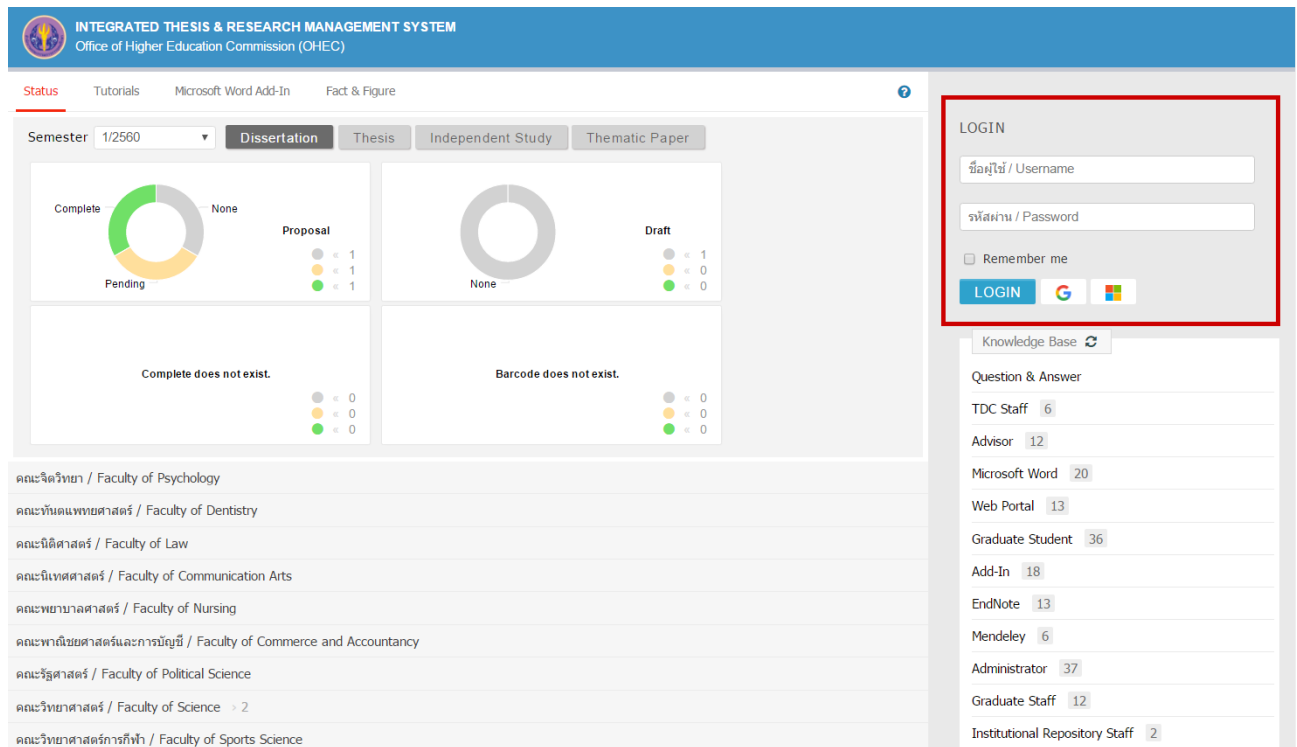 INTEGRATED THESIS & RESEARCH MANAGEMENT SYSTEM
Office of Higher Education Commission (OHEC)
Status Tutorials Microsoft Word Add-In Fact & Figure
Semester 1/2560 Dissertation Thesis Independent Study Thematic Paper
Complete None Pending
Proposal
« 1
« 1
« 1
None
Draft
« 1
« 0
« 0
Complete does not exist.
« 0
« 0
« 0
Barcode does not exist.
« 0
« 0
« 0
คณะจิตวิทยา / Faculty of Psychology
คณะทันตแพทยศาสตร์ / Faculty of Dentistry
คณะนิติศาสตร์ / Faculty of Law
คณะนิเทศศาสตร์ / Faculty of Communication Arts
คณะพยาบาลศาสตร์ / Faculty of Nursing
คณะพาณิชยศาสตร์และการบัญชี / Faculty of Commerce and Accountancy
คณะรัฐศาสตร์ / Faculty of Political Science
คณะวิทยาศาสตร์ / Faculty of Science › 2
คณะวิทยาศาสตร์การกีฬา / Faculty of Sports Science
LOGIN
ชื่อผู้ใช้ / Username
รหัสผ่าน / Password
Remember me
LOGIN G
Knowledge Base
Question & Answer
TDC Staff 6
Advisor 12
Microsoft Word 20
Web Portal 13
Graduate Student 36
Add-In 18
EndNote 13
Mendeley 6
Administrator 37
Graduate Staff 12
Institutional Repository Staff 2